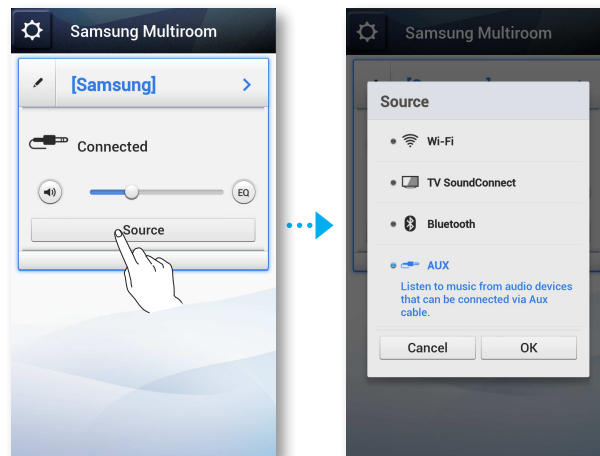 Samsung Multiroom
[Samsung]
Connected
EQ
Source
Samsung Multiroom
Source
Wi-Fi
TV SoundConnect
Bluetooth
AUX
Listen to music from audio devices
that can be connected via Aux
cable.
Cancel
OK